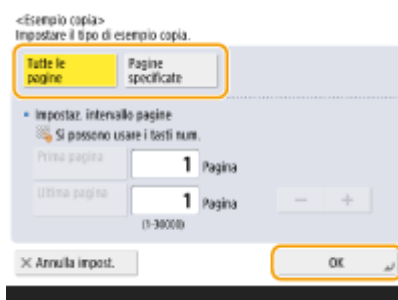 <Esempio copia>
Impostare il tipo di esempio copia.
Tutte le pagine
Pagine specificate
Impostaz. intervallo pagine
Si possono usare i tasti num.
Prima pagina 1 Pagina
Ultima pagina 1 Pagina - +
(1-30000)
× Annulla impost. OK